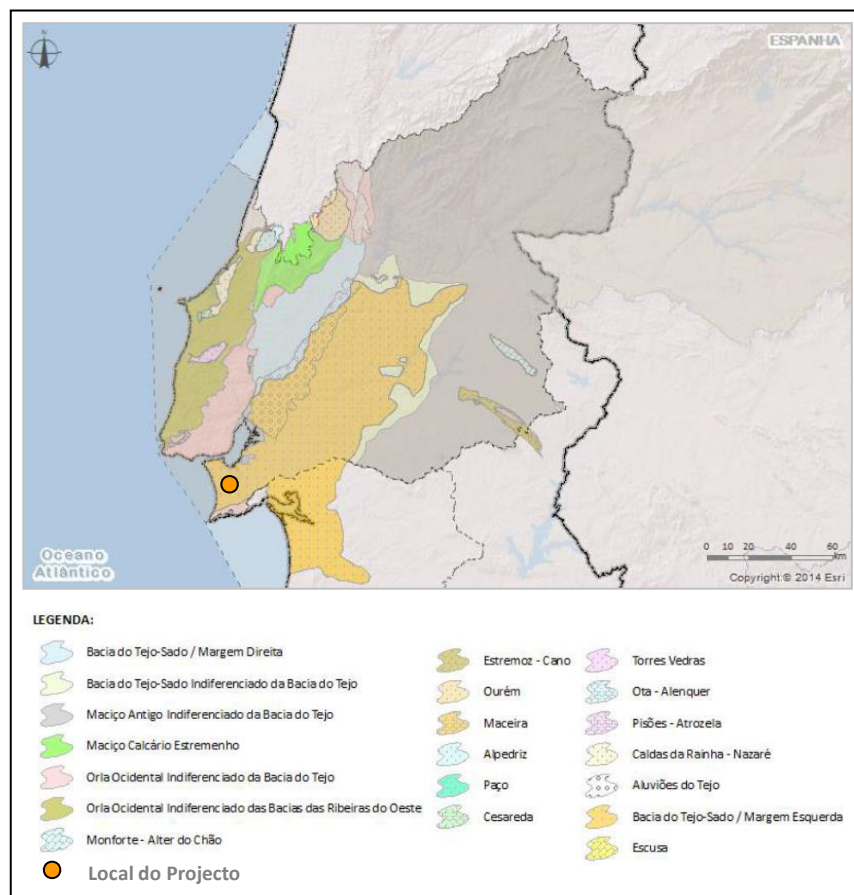 N
ESPANHA
Oceano
Atlântico
0 10 20 40 60
km
Copyright:© 2014 Esri
LEGENDA:
Bacia do Tejo-Sado / Margem Direita
Bacia do Tejo-Sado Indiferenciado da Bacia do Tejo
Maciço Antigo Indiferenciado da Bacia do Tejo
Maciço Calcário Estremenho
Orla Ocidental Indiferenciado da Bacia do Tejo
Orla Ocidental Indiferenciado das Bacias das Ribeiras do Oeste
Monforte - Alter do Chão
Local do Projecto
Estremoz - Cano
Ourém
Maceira
Alpedriz
Paço
Cesareda
Torres Vedras
Ota - Alenquer
Pisões - Atrozela
Caldas da Rainha - Nazaré
Aluviões do Tejo
Bacia do Tejo-Sado / Margem Esquerda
Escusa